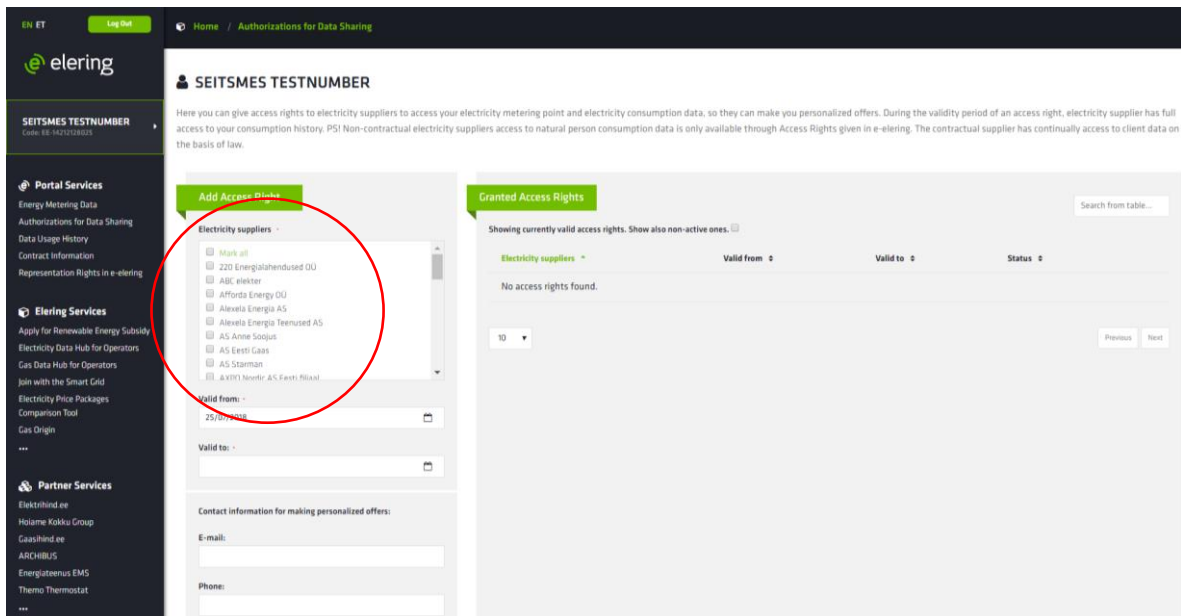 EN ET
Log Out
Home / Authorizations for Data Sharing
elering
SEITSMES TESTNUMBER
Code: EE-14212128025
Portal Services
Energy Metering Data
Authorizations for Data Sharing
Data Usage History
Contract Information
Representation Rights in e-elering
Elering Services
Apply for Renewable Energy Subsidy
Electricity Data Hub for Operators
Gas Data Hub for Operators
Join with the Smart Grid
Electricity Price Packages
Comparison Tool
Gas Origin
...
Partner Services
Elektrihind.ee
Hoiame Kokku Group
Gaasihind.ee
ARCHIBUS
Energiateenus EMS
Themo Thermostat
...
SEITSMES TESTNUMBER
Here you can give access rights to electricity suppliers to access your electricity metering point and electricity consumption data, so they can make you personalized offers. During the validity period of an access right, electricity supplier has full
access to your consumption history. PS! Non-contractual electricity suppliers access to natural person consumption data is only available through Access Rights given in e-elering. The contractual supplier has continually access to client data on
the basis of law.
Add Access Right
Electricity suppliers
Mark all
220 Energialahendused OÜ
ABC elekter
Afforda Energy OÜ
Alexela Energia AS
Alexela Energia Teenused AS
AS Anne Soojus
AS Eesti Gaas
AS Starman
AXPO Nordic AS Eesti filiaal
Valid from:
25/07/2018
Valid to:
Contact information for making personalized offers:
E-mail:
Phone:
Granted Access Rights
Search from table...
Showing currently valid access rights. Show also non-active ones.
Electricity suppliers Valid from Valid to Status
No access rights found.
10
Previous Next